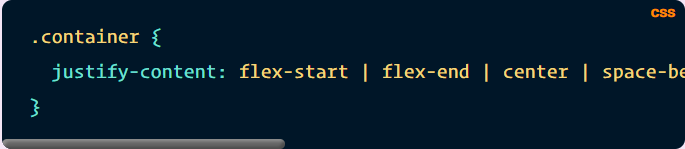 CSS
.container {
justify-content: flex-start | flex-end | center | space-be
}